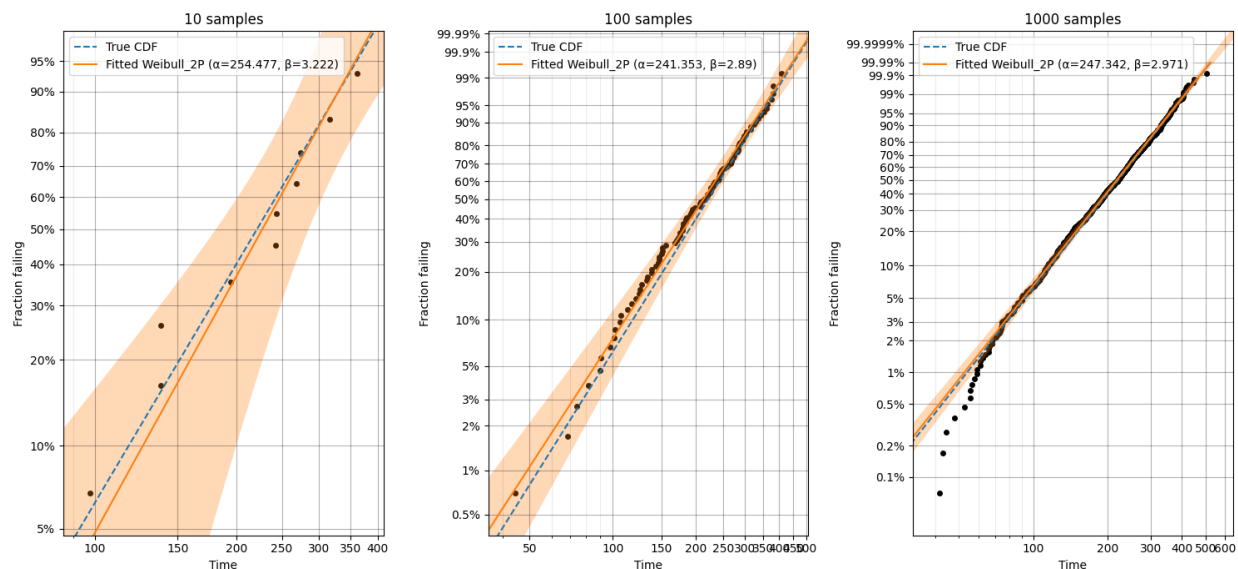 10 samples
True CDF
Fitted Weibull_2P (α=254.477, β=3.222)
95%
90%
80%
70%
60%
50%
40%
30%
20%
10%
5%
Fraction failing
100 150 200 250 300 350 400
Time
100 samples
True CDF
Fitted Weibull_2P (α=241.353, β=2.89)
99.99%
99.9%
99%
95%
90%
80%
70%
60%
50%
40%
30%
20%
10%
5%
3%
2%
1%
0.5%
Fraction failing
50 100 150 200 250 300 350 400 450 500
Time
1000 samples
True CDF
Fitted Weibull_2P (α=247.342, β=2.971)
99.9999%
99.99%
99.9%
99%
95%
90%
80%
70%
60%
50%
40%
30%
20%
10%
5%
3%
2%
1%
0.5%
0.2%
0.1%
Fraction failing
100 200 300 400 500 600
Time